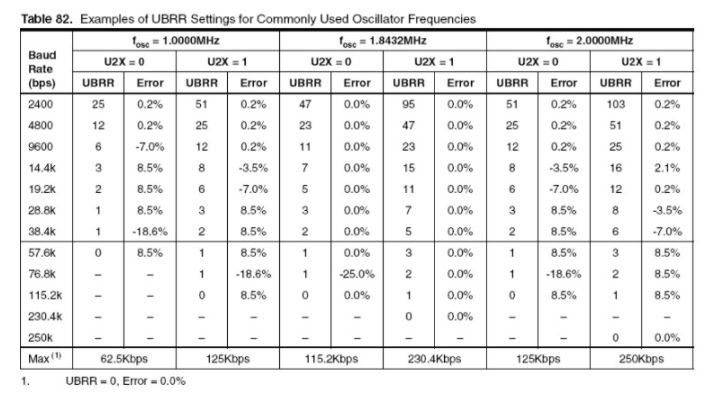 Table 82. Examples of UBRR Settings for Commonly Used Oscillator Frequencies
Baud Rate (bps) fosc = 1.0000MHz fosc = 1.8432MHz fosc = 2.0000MHz
U2X = 0 U2X = 1 U2X = 0 U2X = 1 U2X = 0 U2X = 1
UBRR Error UBRR Error UBRR Error UBRR Error UBRR Error UBRR Error
2400 25 0.2% 51 0.2% 47 0.0% 95 0.0% 51 0.2% 103 0.2%
4800 12 0.2% 25 0.2% 23 0.0% 47 0.0% 25 0.2% 51 0.2%
9600 6 -7.0% 12 0.2% 11 0.0% 23 0.0% 12 0.2% 25 0.2%
14.4k 3 8.5% 8 -3.5% 7 0.0% 15 0.0% 8 -3.5% 16 2.1%
19.2k 2 8.5% 6 -7.0% 5 0.0% 11 0.0% 6 -7.0% 12 0.2%
28.8k 1 8.5% 3 8.5% 3 0.0% 7 0.0% 3 8.5% 8 -3.5%
38.4k 1 -18.6% 2 8.5% 2 0.0% 5 0.0% 2 8.5% 6 -7.0%
57.6k 0 8.5% 1 8.5% 1 0.0% 3 0.0% 1 8.5% 3 8.5%
76.8k – – 1 -18.6% 1 -25.0% 2 0.0% 1 -18.6% 2 8.5%
115.2k – – 0 8.5% 0 0.0% 1 0.0% 0 8.5% 1 8.5%
230.4k – – – – – – 0 0.0% – – – –
250k – – – – – – – – – – 0 0.0%
Max (1) 62.5Kbps 125Kbps 115.2Kbps 230.4Kbps 125Kbps 250Kbps
1. UBRR = 0, Error = 0.0%